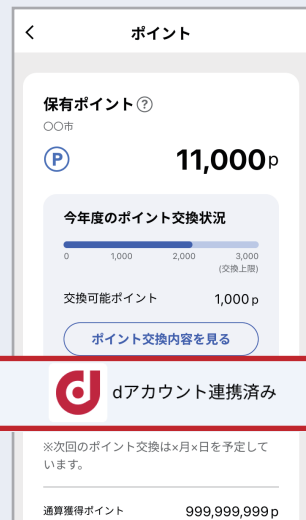 ポイント
保有ポイント?
〇〇市
P 11,000p
今年度のポイント交換状況
0 1,000 2,000 3,000
(交換上限)
交換可能ポイント 1,000p
ポイント交換内容を見る
d dアカウント連携済み
※次回のポイント交換は×月×日を予定して
います。
通算獲得ポイント 999,999,999p